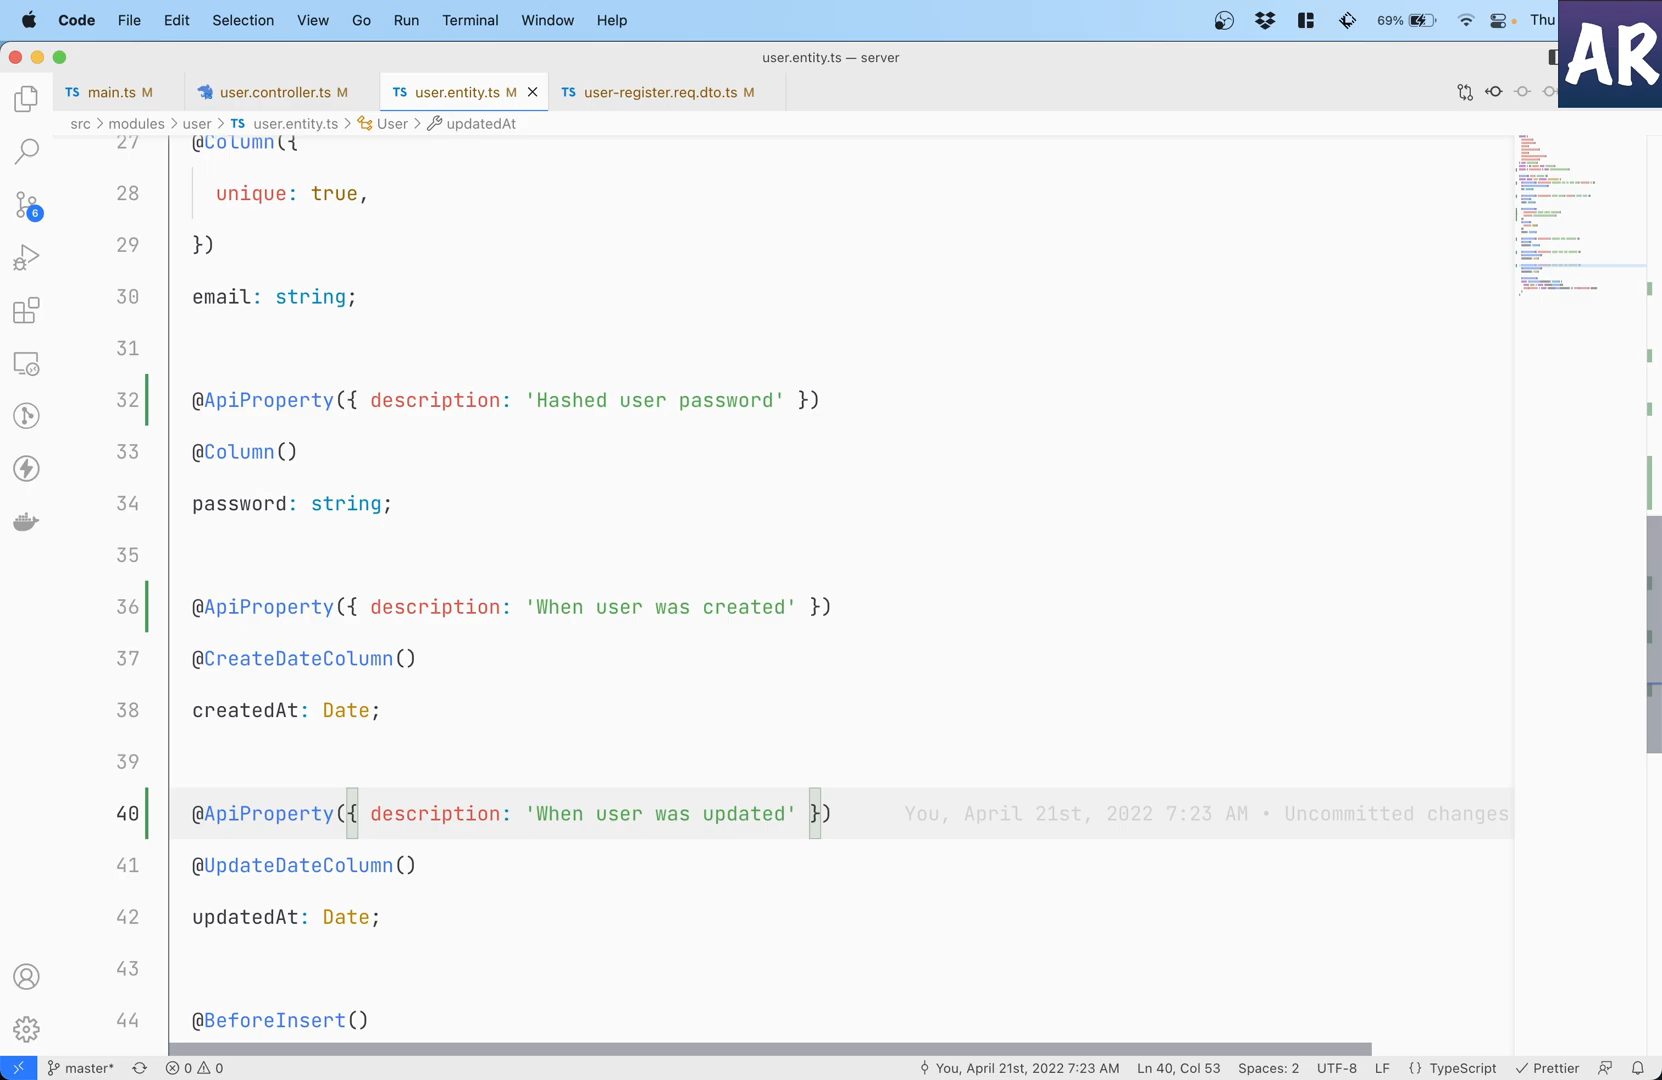 Code File Edit Selection View Go Run Terminal Window Help 69% Thu
AR
user.entity.ts — server
TS main.ts M user.controller.ts M TS user.entity.ts M TS user-register.req.dto.ts M
src > modules > user > TS user.entity.ts > User > updatedAt
27 @Column({
28 unique: true,
29 })
30 email: string;
31
32 @ApiProperty({ description: 'Hashed user password' })
33 @Column()
34 password: string;
35
36 @ApiProperty({ description: 'When user was created' })
37 @CreateDateColumn()
38 createdAt: Date;
39
40 @ApiProperty({ description: 'When user was updated' }) You, April 21st, 2022 7:23 AM • Uncommitted changes
41 @UpdateDateColumn()
42 updatedAt: Date;
43
44 @BeforeInsert()
6
master* 0 0 You, April 21st, 2022 7:23 AM Ln 40, Col 53 Spaces: 2 UTF-8 LF {} TypeScript Prettier